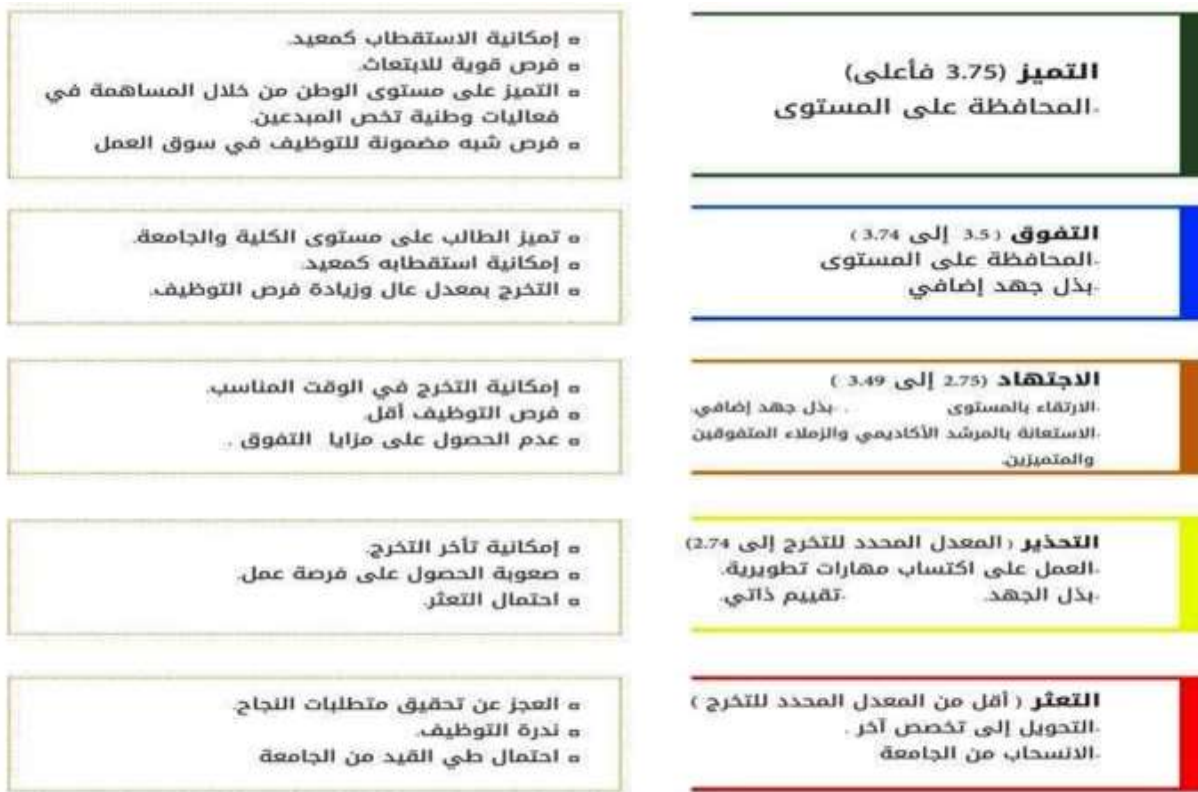 التميز (3.75 فأعلى)
-المحافظة على المستوى
¤ إمكانية الاستقطاب كمعيد.
¤ فرص قوية للابتعاث.
¤ التميز على مستوى الوطن من خلال المساهمة في
فعاليات وطنية تخص المبدعين.
¤ فرص شبه مضمونة للتوظيف في سوق العمل
التفوق (3.5 إلى 3.74)
-المحافظة على المستوى
-بذل جهد إضافي
¤ تميز الطالب على مستوى الكلية والجامعة.
¤ إمكانية استقطابه كمعيد.
¤ التخرج بمعدل عال وزيادة فرص التوظيف.
الاجتهاد (2.75 إلى 3.49 )
-الارتقاء بالمستوى . -بذل جهد إضافي.
-الاستعانة بالمرشد الأكاديمي والزملاء المتفوقين
والمتميزين.
¤ إمكانية التخرج في الوقت المناسب.
¤ فرص التوظيف أقل.
¤ عدم الحصول على مزايا التفوق .
التحذير (المعدل المحدد للتخرج إلى 2.74)
-العمل على اكتساب مهارات تطويرية.
-بذل الجهد. -تقييم ذاتي.
¤ إمكانية تأخر التخرج.
¤ صعوبة الحصول على فرصة عمل.
¤ احتمال التعثر.
التعثر ( أقل من المعدل المحدد للتخرج )
-التحويل إلى تخصص آخر .
-الانسحاب من الجامعة
¤ العجز عن تحقيق متطلبات النجاح.
¤ ندرة التوظيف.
¤ احتمال طي القيد من الجامعة